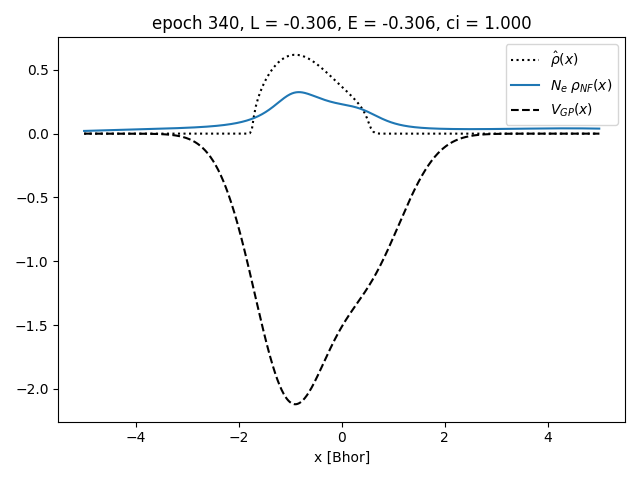 epoch 340, L = -0.306, E = -0.306, ci = 1.000
ρ̂(x)
N_e ρ_NF(x)
V_GP(x)
0.5
0.0
−0.5
−1.0
−1.5
−2.0
−4
−2
0
2
4
x [Bhor]